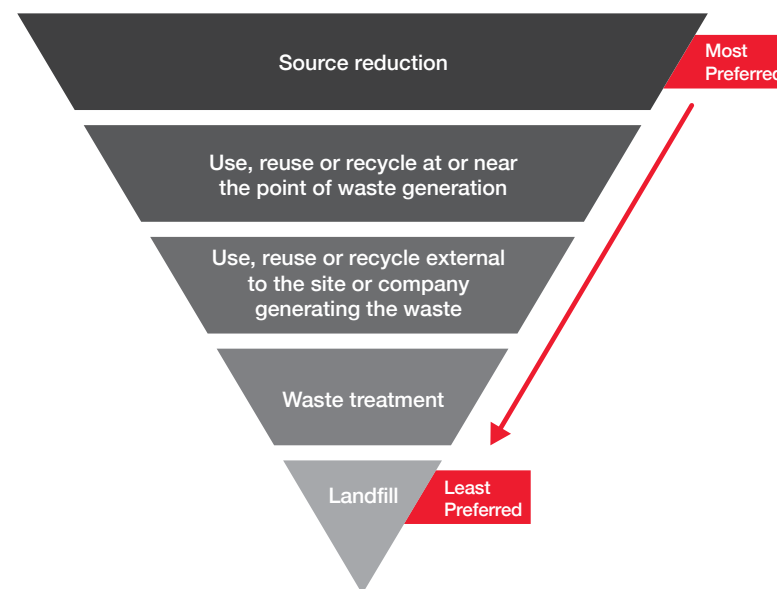 Source reduction
Most
Preferred
Use, reuse or recycle at or near
the point of waste generation
Use, reuse or recycle external
to the site or company
generating the waste
Waste treatment
Landfill
Least
Preferred